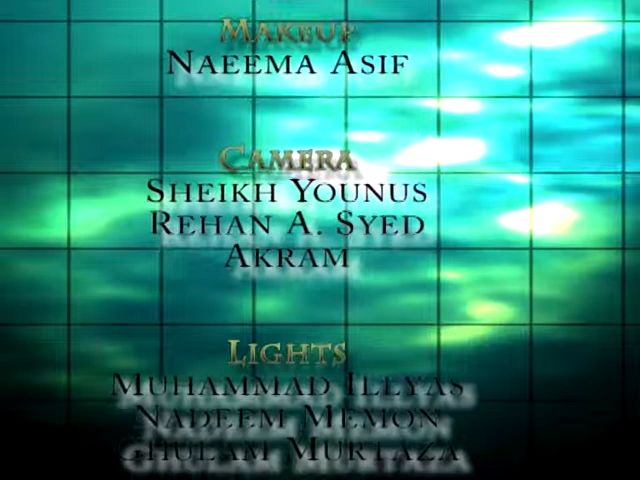 MAKEUP
NAEEMA ASIF
CAMERA
SHEIKH YOUNUS
REHAN A. SYED
AKRAM
LIGHTS
MUHAMMAD ILLYAS
NADEEM MEMON
GHULAM MURTAZA